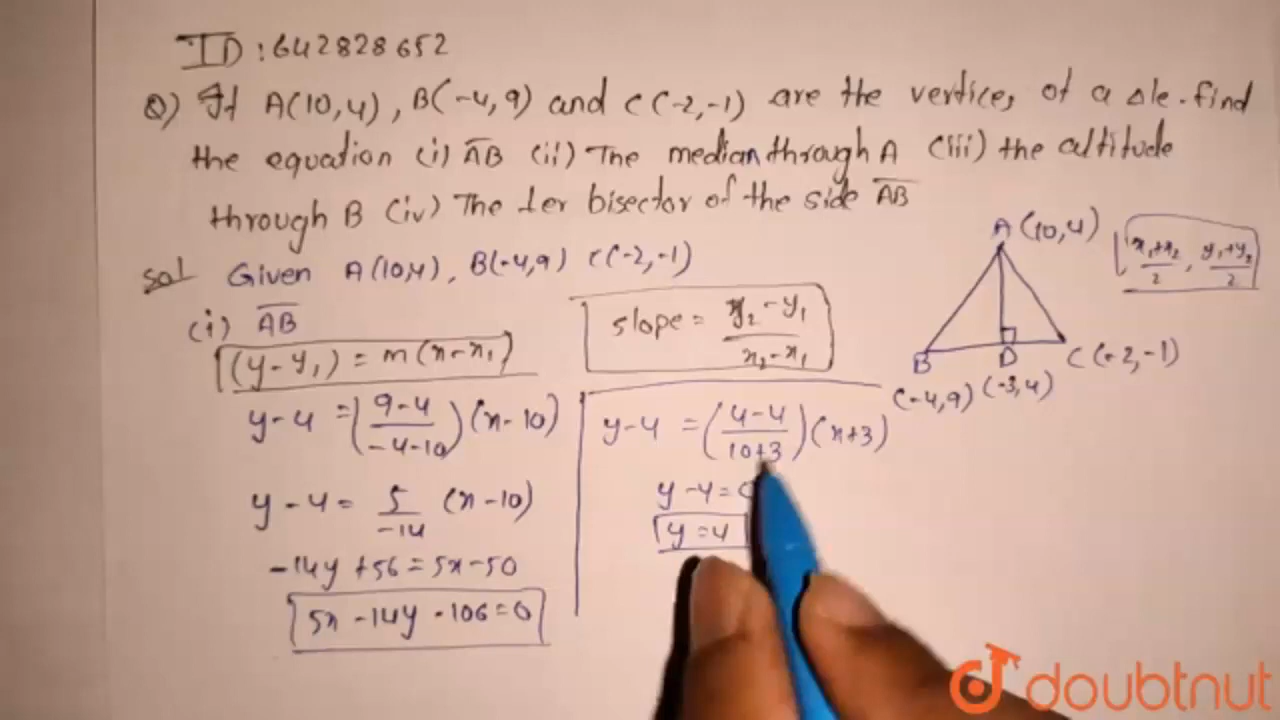 ID : 642828652
Q) If A(10,4), B(-4,9) and C(-2,-1) are the vertices of a Δle. find
the equation (i) A̅B̅ (ii) The median through A (iii) the altitude
through B (iv) The ⊥er bisector of the side A̅B̅
Sol Given A(10,4), B(-4,9) C(-2,-1)
(i) A̅B̅
(y-y₁) = m(x-x₁)
y-4 = (9-4/-4-10)(x-10)
y-4 = 5/-14 (x-10)
-14y+56 = 5x-50
5x-14y-106=0
slope = y₂-y₁/x₂-x₁
y-4 = (4-4/10+3)(x+3)
y-4=0
y=4
A(10,4)
x₁+x₂/2, y₁+y₂/2
B
D
C(-2,-1)
(-4,9) (-3,4)
doubtnut